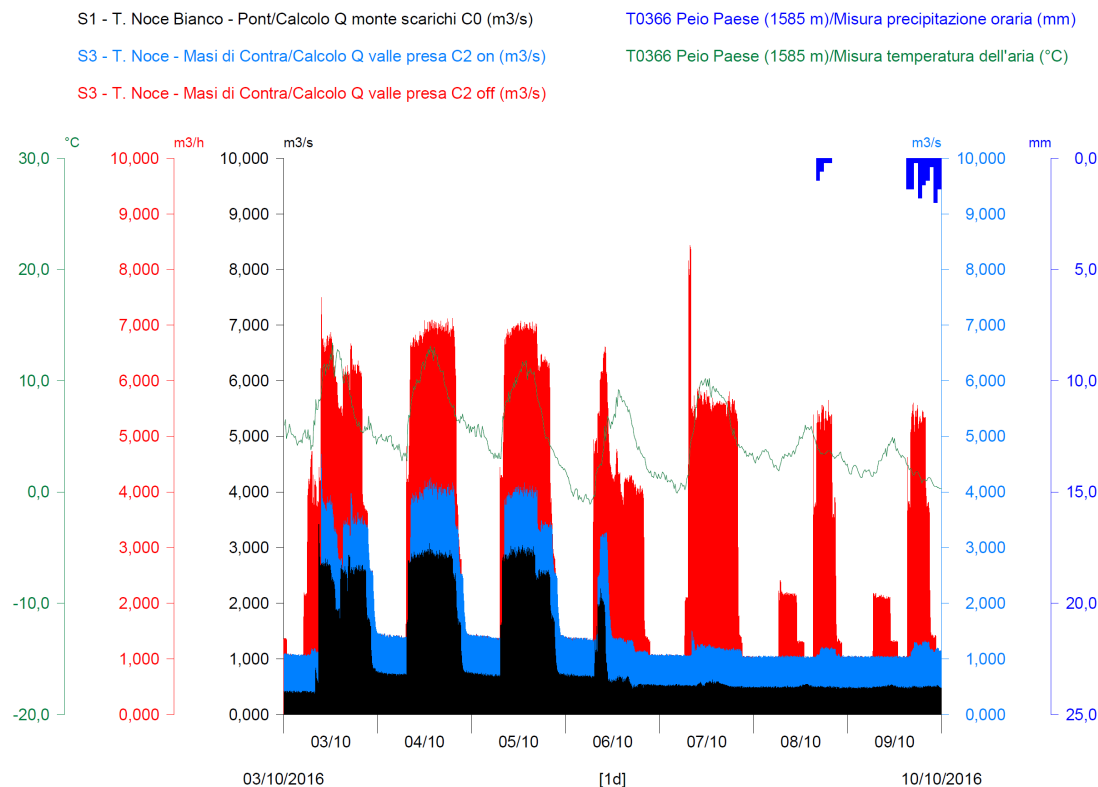 S1 - T. Noce Bianco - Pont/Calcolo Q monte scarichi C0 (m3/s)
T0366 Peio Paese (1585 m)/Misura precipitazione oraria (mm)
S3 - T. Noce - Masi di Contra/Calcolo Q valle presa C2 on (m3/s)
T0366 Peio Paese (1585 m)/Misura temperatura dell'aria (°C)
S3 - T. Noce - Masi di Contra/Calcolo Q valle presa C2 off (m3/s)
°C m3/h m3/s m3/s mm
30,0 10,000 10,000 10,000 0,0
9,000 9,000 9,000
20,0 8,000 8,000 8,000 5,0
7,000 7,000 7,000
10,0 6,000 6,000 6,000 10,0
5,000 5,000 5,000
0,0 4,000 4,000 4,000 15,0
3,000 3,000 3,000
-10,0 2,000 2,000 2,000 20,0
1,000 1,000 1,000
-20,0 0,000 0,000 0,000 25,0
03/10 04/10 05/10 06/10 07/10 08/10 09/10
03/10/2016 [1d] 10/10/2016